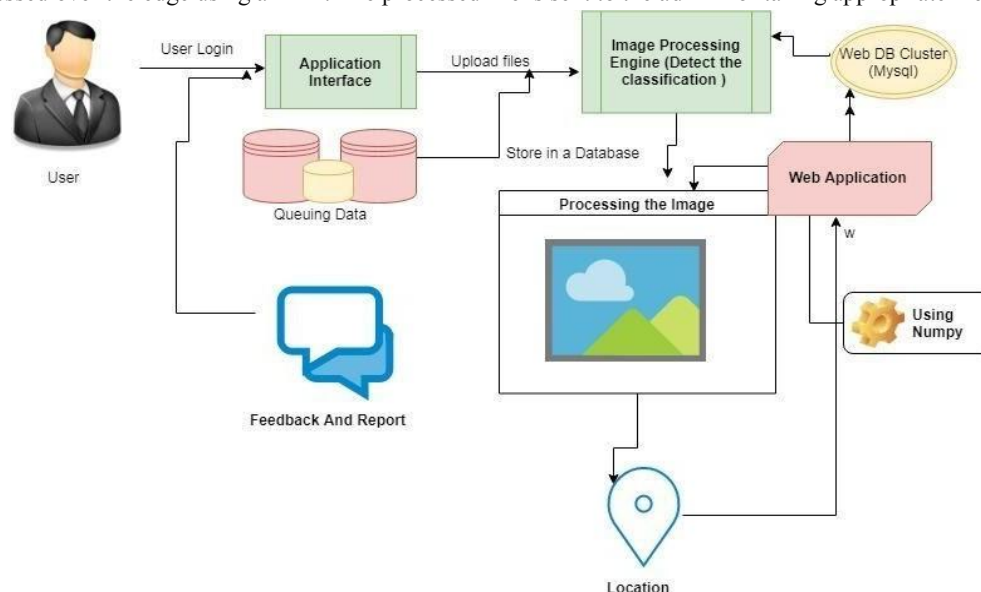 User Login
Application
Interface
Upload files
Image Processing
Engine (Detect the
classification )
Web DB Cluster
(Mysql)
User
Queuing Data
Store in a Database
Web Application
Processing the Image
w
Using
Numpy
Feedback And Report
Location